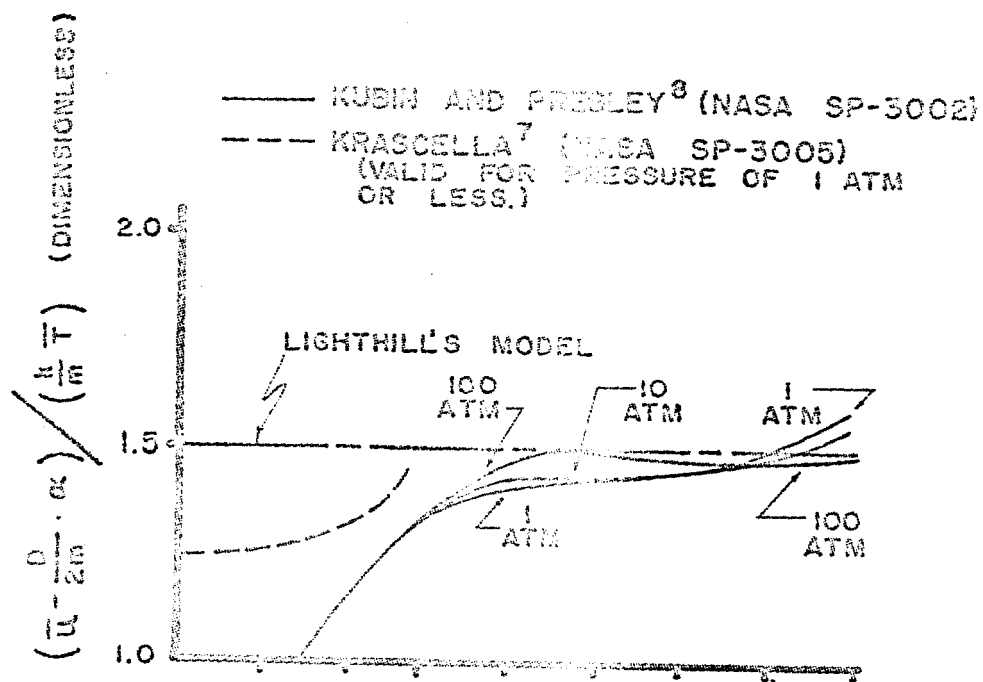 KUBIN AND PRESLEY⁸ (NASA SP-3002)
KRASCELLA⁷ (NASA SP-3005)
(VALID FOR PRESSURE OF 1 ATM
OR LESS.)
(ū - D/2m · α) / (k/m T̄) (DIMENSIONLESS)
2.0
LIGHTHILL'S MODEL
100
ATM
10
ATM
1
ATM
1.5
1
ATM
100
ATM
1.0